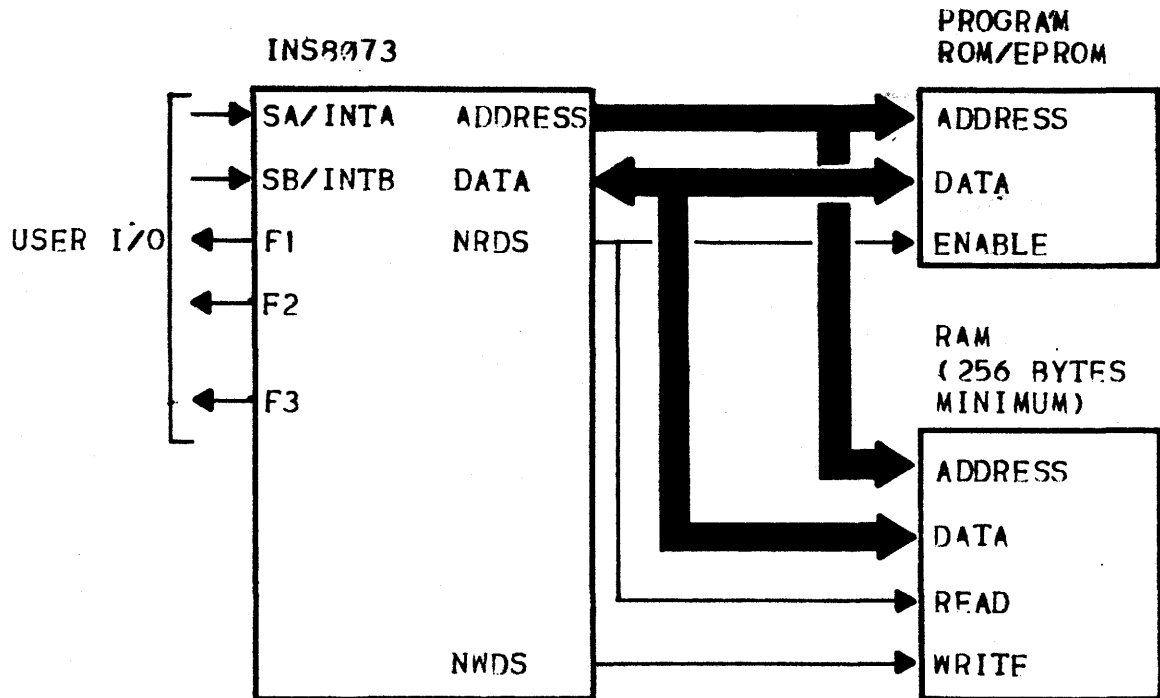 INS8073
SA/INTA
SB/INTB
F1
F2
F3
USER I/O
ADDRESS
DATA
NRDS
NWDS
PROGRAM
ROM/EPROM
ADDRESS
DATA
ENABLE
RAM
(256 BYTES
MINIMUM)
ADDRESS
DATA
READ
WRITE